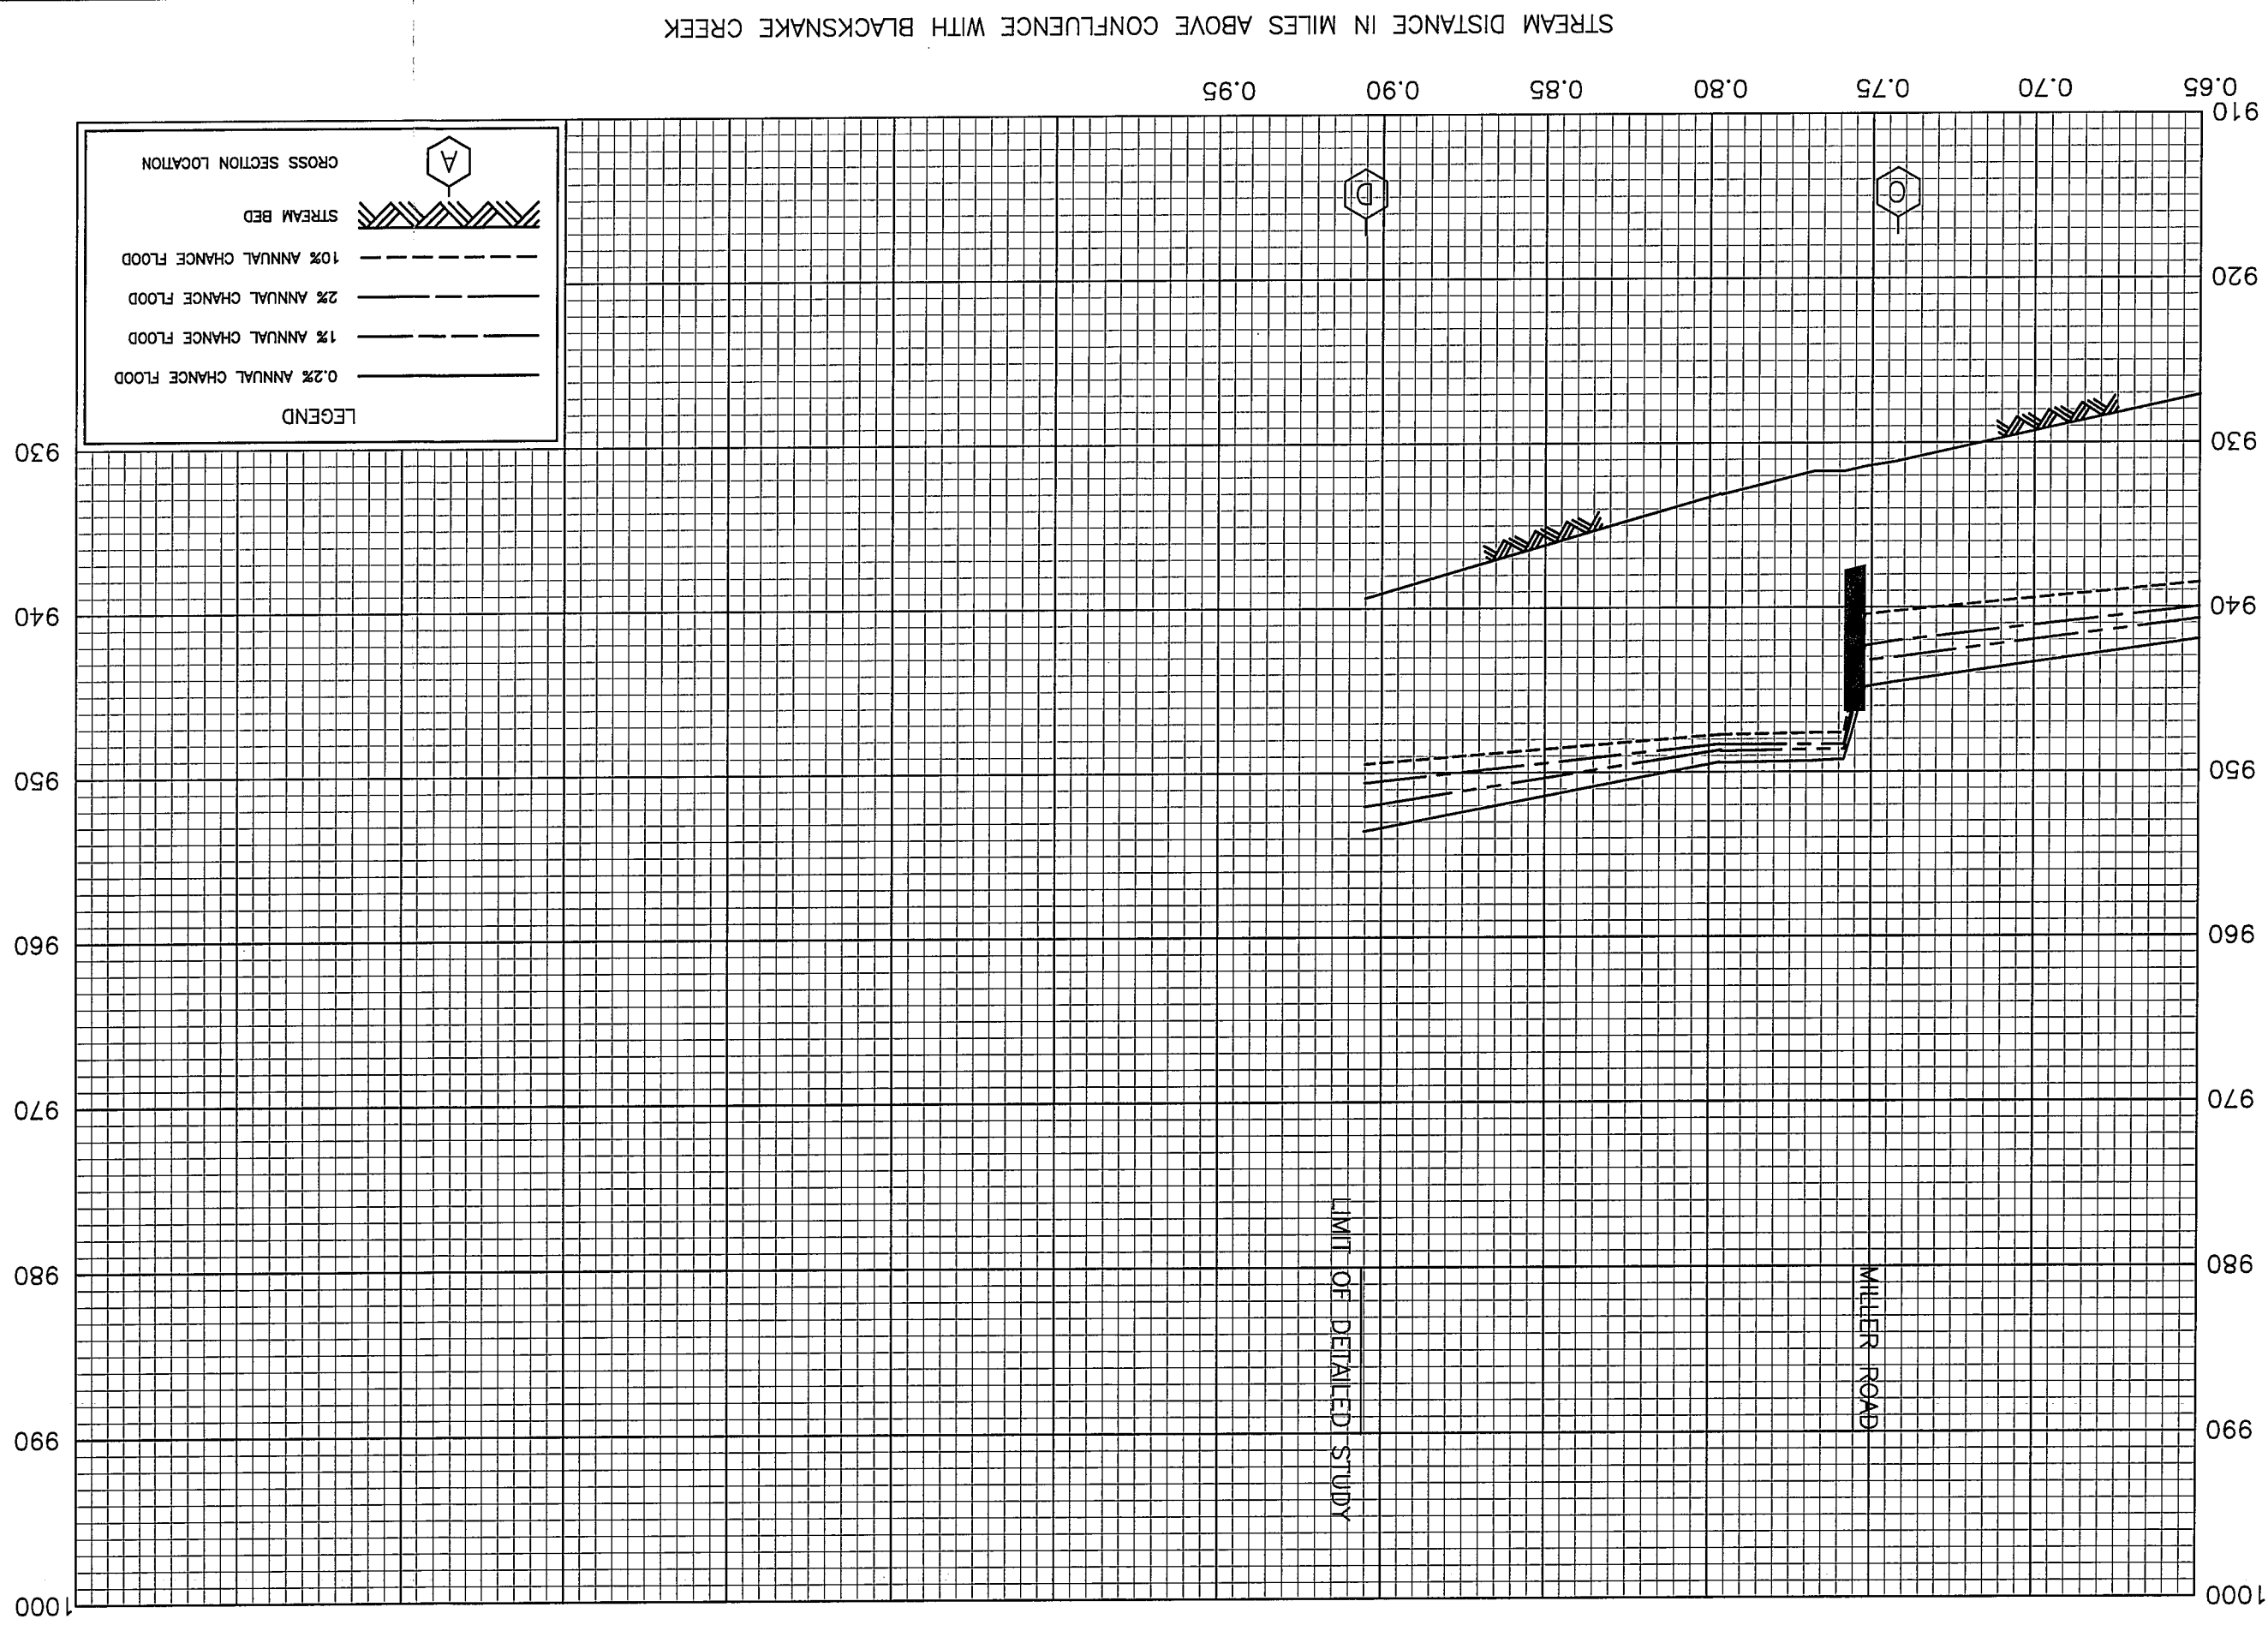 1000
990
980
970
960
950
940
930
920
910
MILLER ROAD
LIMIT OF DETAILED STUDY
1000
990
980
970
960
950
940
930
LEGEND
0.2% ANNUAL CHANCE FLOOD
1% ANNUAL CHANCE FLOOD
2% ANNUAL CHANCE FLOOD
10% ANNUAL CHANCE FLOOD
STREAM BED
A CROSS SECTION LOCATION
C
D
0.65 0.70 0.75 0.80 0.85 0.90 0.95
STREAM DISTANCE IN MILES ABOVE CONFLUENCE WITH BLACKSNAKE CREEK